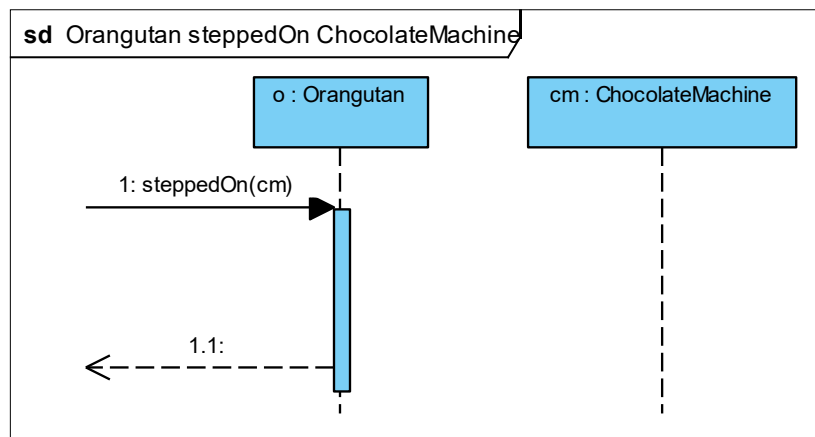 sd Orangutan steppedOn ChocolateMachine
o : Orangutan
cm : ChocolateMachine
1: steppedOn(cm)
1.1: